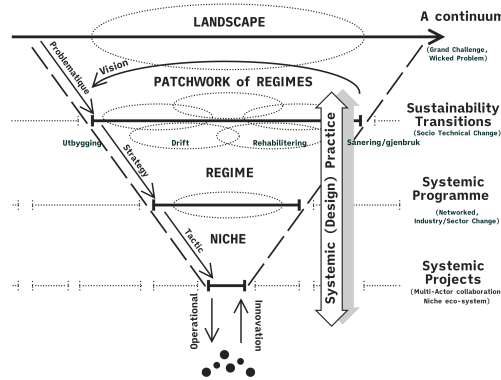 LANDSCAPE
A continuum
(Grand Challenge,
Wicked Problem)
Problematique
Vision
PATCHWORK of REGIMES
Sustainability
Transitions
(Socio Technical Change)
Utbygging
Drift
Rehabilitering
Sanering/gjenbruk
Strategy
REGIME
Systemic (Design) Practice
Systemic
Programme
(Networked,
Industry/Sector Change)
Tactic
NICHE
Systemic
Projects
(Multi-Actor collaboration
Niche eco-system)
Operational
Innovation